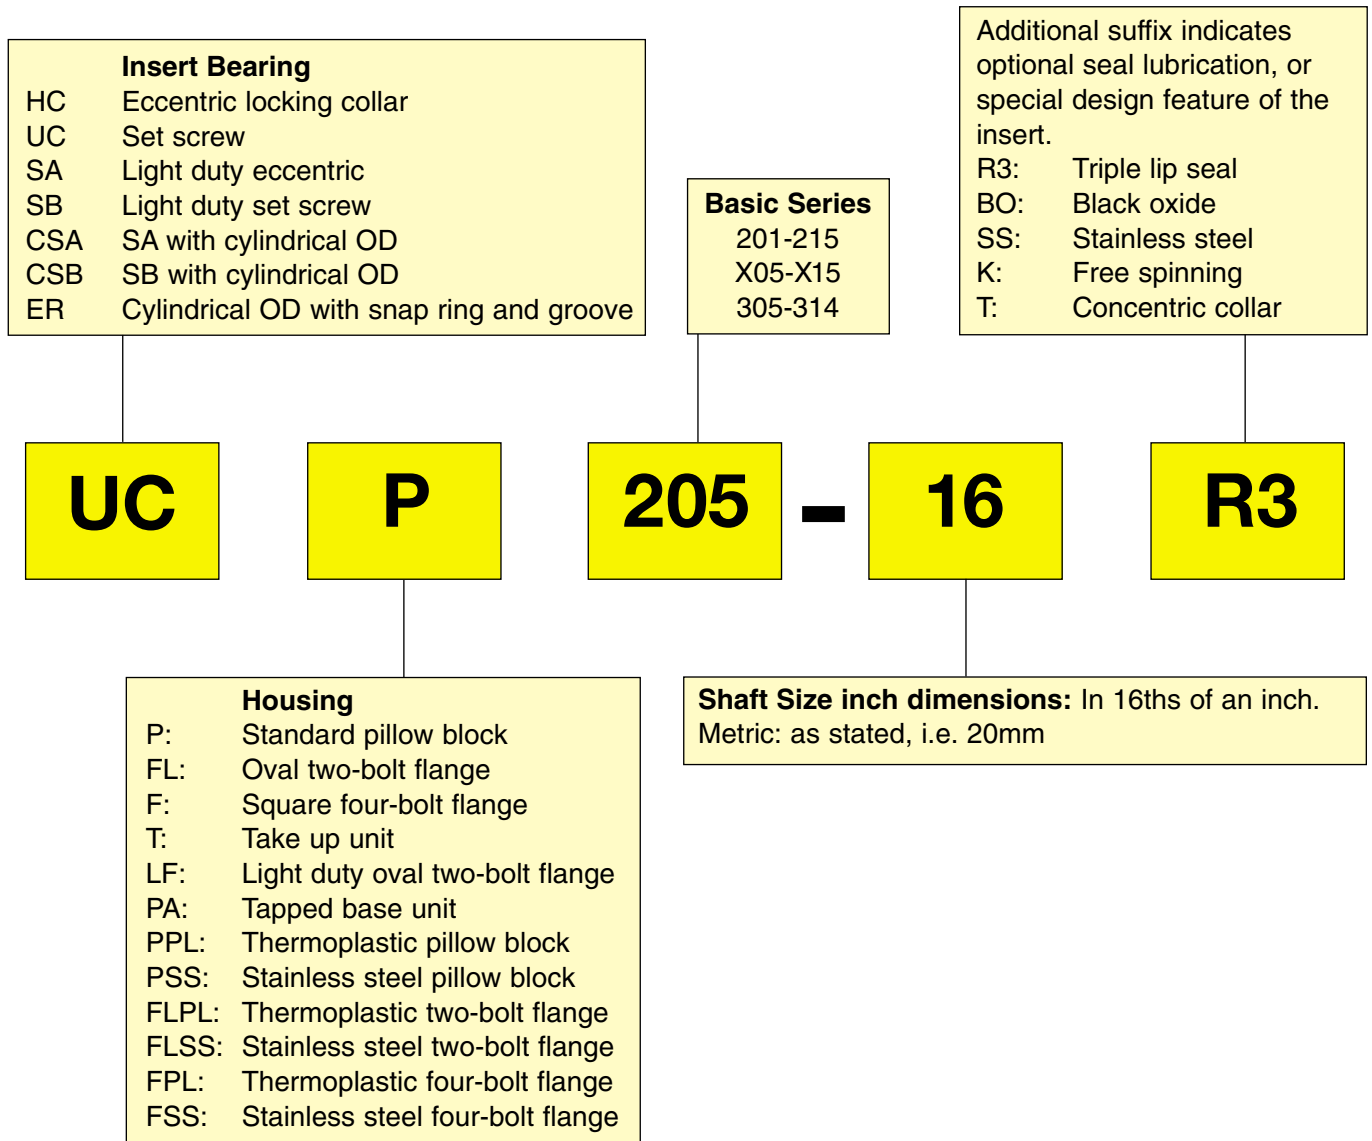 Insert Bearing
HC Eccentric locking collar
UC Set screw
SA Light duty eccentric
SB Light duty set screw
CSA SA with cylindrical OD
CSB SB with cylindrical OD
ER Cylindrical OD with snap ring and groove
Basic Series
201-215
X05-X15
305-314
Additional suffix indicates
optional seal lubrication, or
special design feature of the
insert.
R3: Triple lip seal
BO: Black oxide
SS: Stainless steel
K: Free spinning
T: Concentric collar
UC P 205 - 16 R3
Housing
P: Standard pillow block
FL: Oval two-bolt flange
F: Square four-bolt flange
T: Take up unit
LF: Light duty oval two-bolt flange
PA: Tapped base unit
PPL: Thermoplastic pillow block
PSS: Stainless steel pillow block
FLPL: Thermoplastic two-bolt flange
FLSS: Stainless steel two-bolt flange
FPL: Thermoplastic four-bolt flange
FSS: Stainless steel four-bolt flange
Shaft Size inch dimensions: In 16ths of an inch.
Metric: as stated, i.e. 20mm